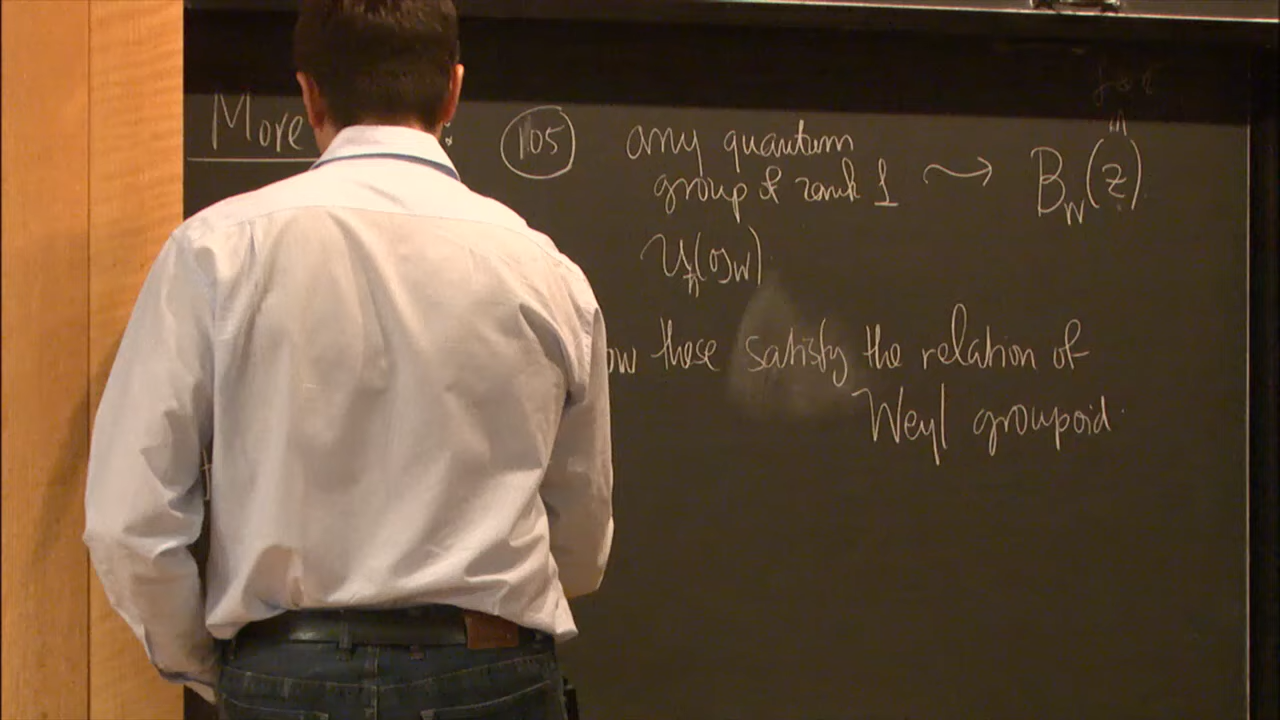 More :
105
any quantum
group of rank 1 ⇝ B_w(z)
U_ħ(𝔤_w)
ow these satisfy the relation of
Weyl groupoid.